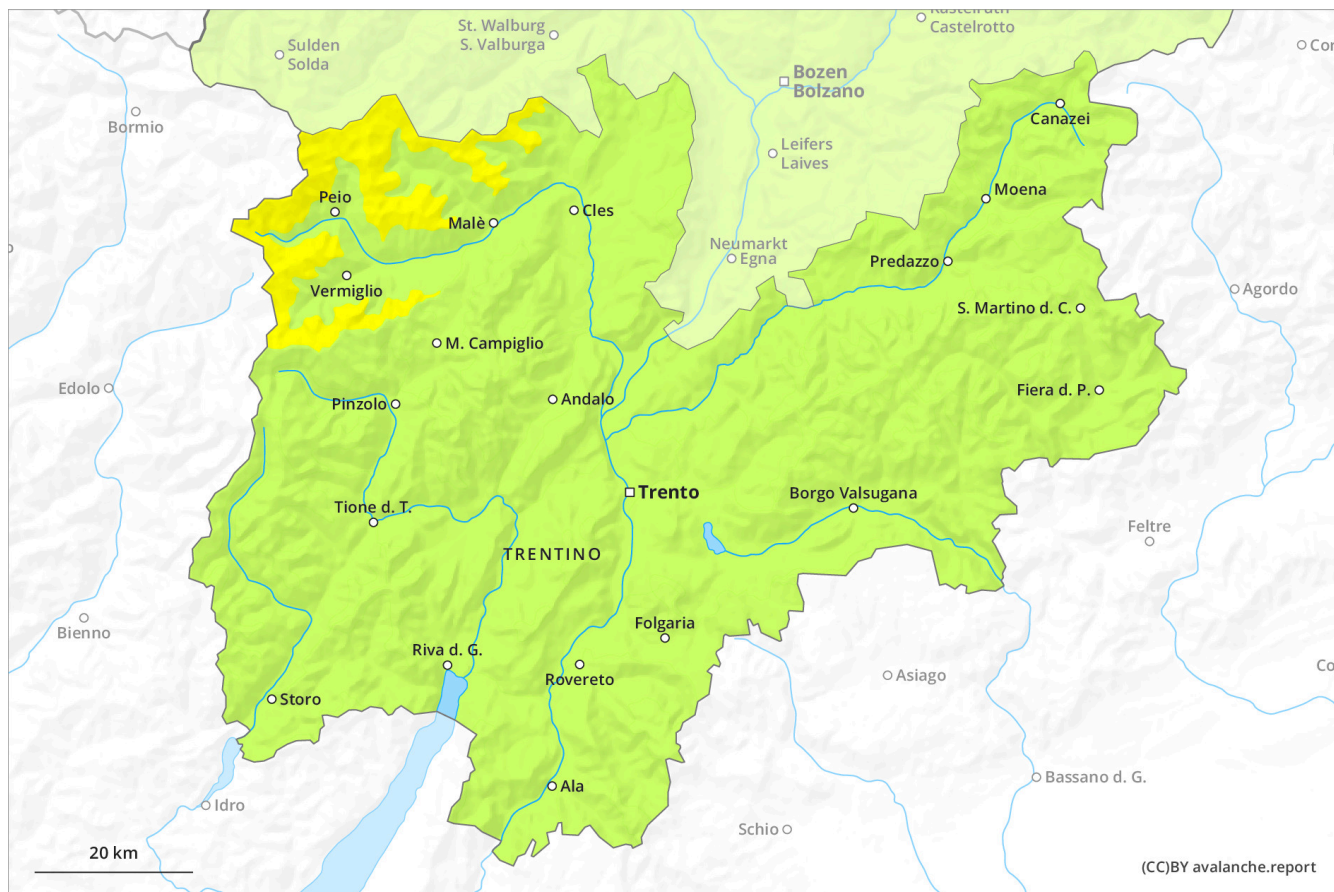 Kastelruth
Castelrotto
St. Walburg
S. Valburga
Sulden
Solda
Bozen
Bolzano
Bormio
Canazei
Leifers
Laives
Moena
Peio
Malè
Cles
Neumarkt
Egna
Predazzo
Vermiglio
Agordo
S. Martino d. C.
M. Campiglio
Edolo
Pinzolo
Andalo
Fiera d. P.
Trento
Borgo Valsugana
Tione d. T.
Feltre
TRENTINO
Bienno
Folgaria
Riva d. G.
Rovereto
Asiago
Storo
Bassano d. G.
Ala
Idro
Schio
20 km
(CC)BY avalanche.report